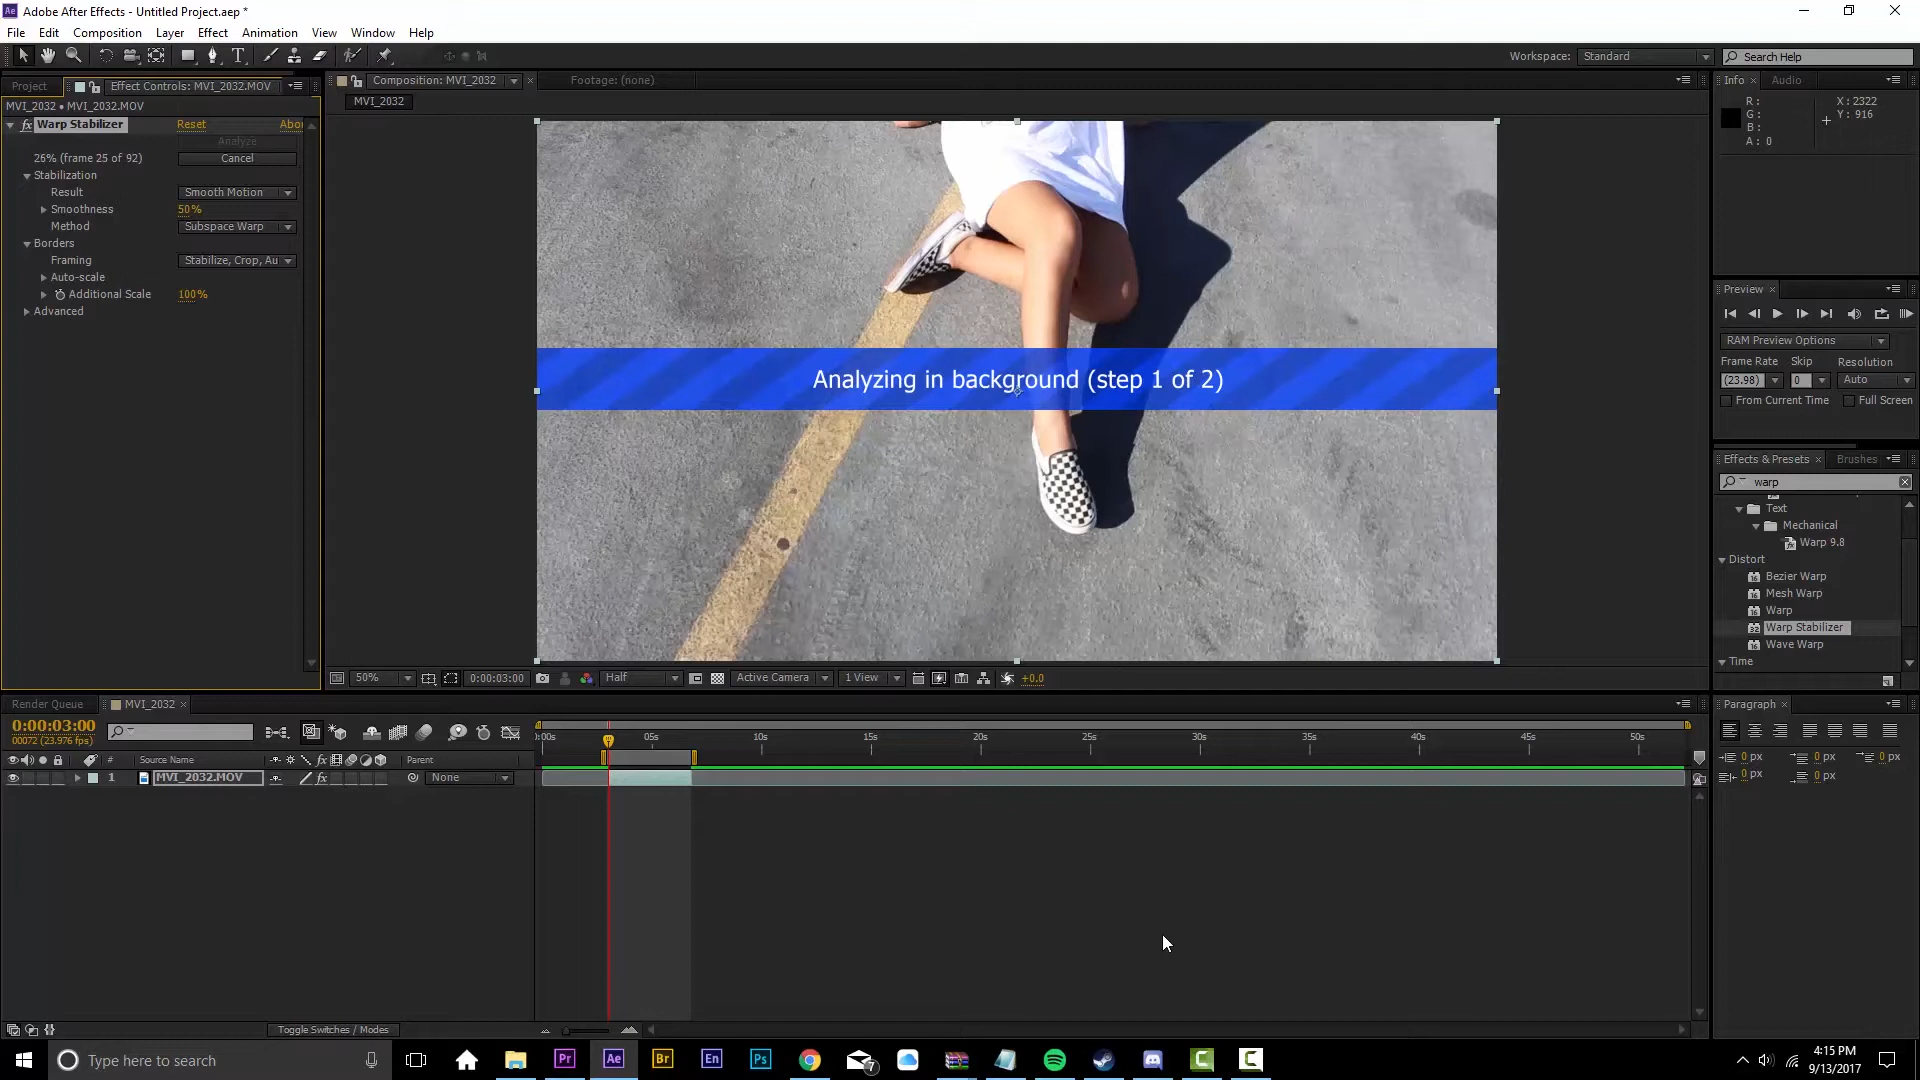 Adobe After Effects - Untitled Project.aep *
File Edit Composition Layer Effect Animation View Window Help
Workspace: Standard Search Help
Project Effect Controls: MVI_2032.MOV
Composition: MVI_2032 Footage: (none)
Info Audio
MVI_2032 • MVI_2032.MOV
MVI_2032
fx Warp Stabilizer Reset Abou
Analyze
26% (frame 25 of 92) Cancel
Stabilization
Result Smooth Motion
Smoothness 50%
Method Subspace Warp
Borders
Framing Stabilize, Crop, Au
Auto-scale
Additional Scale 100%
Advanced
Analyzing in background (step 1 of 2)
R :
G :
B :
A : 0
X : 2322
Y : 916
Preview
RAM Preview Options
Frame Rate Skip Resolution
(23.98) 0 Auto
From Current Time Full Screen
Effects & Presets Brushes
warp
Text
Mechanical
Warp 9.8
Distort
Bezier Warp
Mesh Warp
Warp
Warp Stabilizer
Wave Warp
Time
50% 0:00:03:00 Half Active Camera 1 View +0.0
Render Queue MVI_2032
0:00:03:00
00072 (23.976 fps)
:00s 05s 10s 15s 20s 25s 30s 35s 40s 45s 50s
# Source Name fx Parent
1 MVI_2032.MOV fx None
Toggle Switches / Modes
Paragraph
0 px 0 px 0 px
0 px 0 px
Type here to search
Pr Ae Br En Ps 7
4:15 PM
9/13/2017